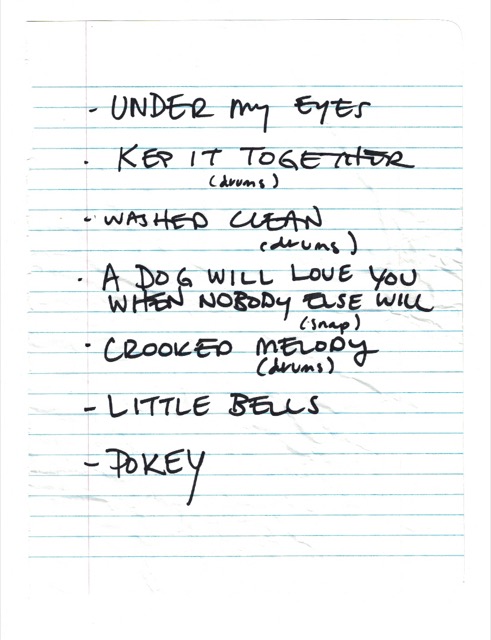 - UNDER my EYES
· KEP IT TOGETHER
(drums)
- WASHED CLEAN
(drums)
· A DOG WILL LOVE YOU
WHEN NOBODY ELSE WILL
(snap)
· CROOKED MELODY
(drums)
- LITTLE BELLS
- POKEY